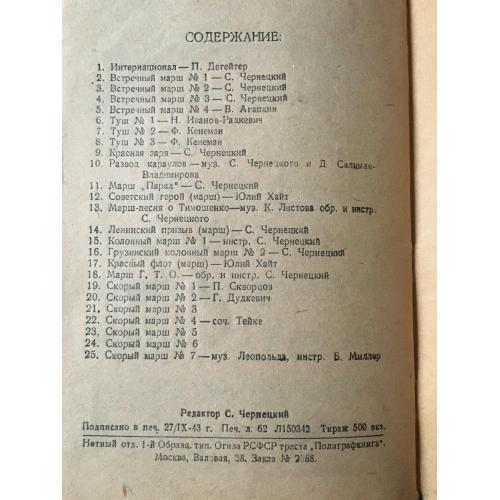 СОДЕРЖАНИЕ:
1. Интернационал — П. Дегейтер
2. Встречный марш № 1 — С. Чернецкий
3. Встречный марш № 2 — С. Чернецкий
4. Встречный марш № 3 — С. Чернецкий
5. Встречный марш № 4 — В. Агапкин
6. Туш № 1 — Н. Иванов-Радкевич
7. Туш № 2 — Ф. Кенеман
8. Туш № 3 — Ф. Кенеман
9. Красная заря — С. Чернецкий
10. Развод караулов — муз. С. Чернецкого и Д. Салиман-
Владимирова
11. Марш „Парад" — С. Чернецкий
12. Советский герой (марш) — Юлий Хайт
13. Марш-песня о Тимошенко — муз. К. Листова обр. и инстр.
С. Чернецкого
14. Ленинский призыв (марш) — С. Чернецкий
15. Колонный марш № 1 — инстр. С. Чернецкий
16. Грузинский колонный марш № 2 — С. Чернецкий
17. Красный флот (марш) — Юлий Хайт
18. Марш Г. Т. О. — обр. и инстр. С. Чернецкий
19. Скорый марш № 1 — П. Скворцов
20. Скорый марш № 2 — Г. Дудкевич
21. Скорый марш № 3
22. Скорый марш № 4 — соч. Тейке
23. Скорый марш № 5
24. Скорый марш № 6
25. Скорый марш № 7 — муз. Леопольда, инстр. Б. Миллер
Редактор С. Чернецкий
Подписано в печ. 27/IX-43 г. Печ. л. 62 Л150342 Тираж 500 экз.
Нотный отд. 1-й Образц. тип. Огиза РСФСР треста „Полиграфкнига".
Москва, Валовая, 28. Заказ №